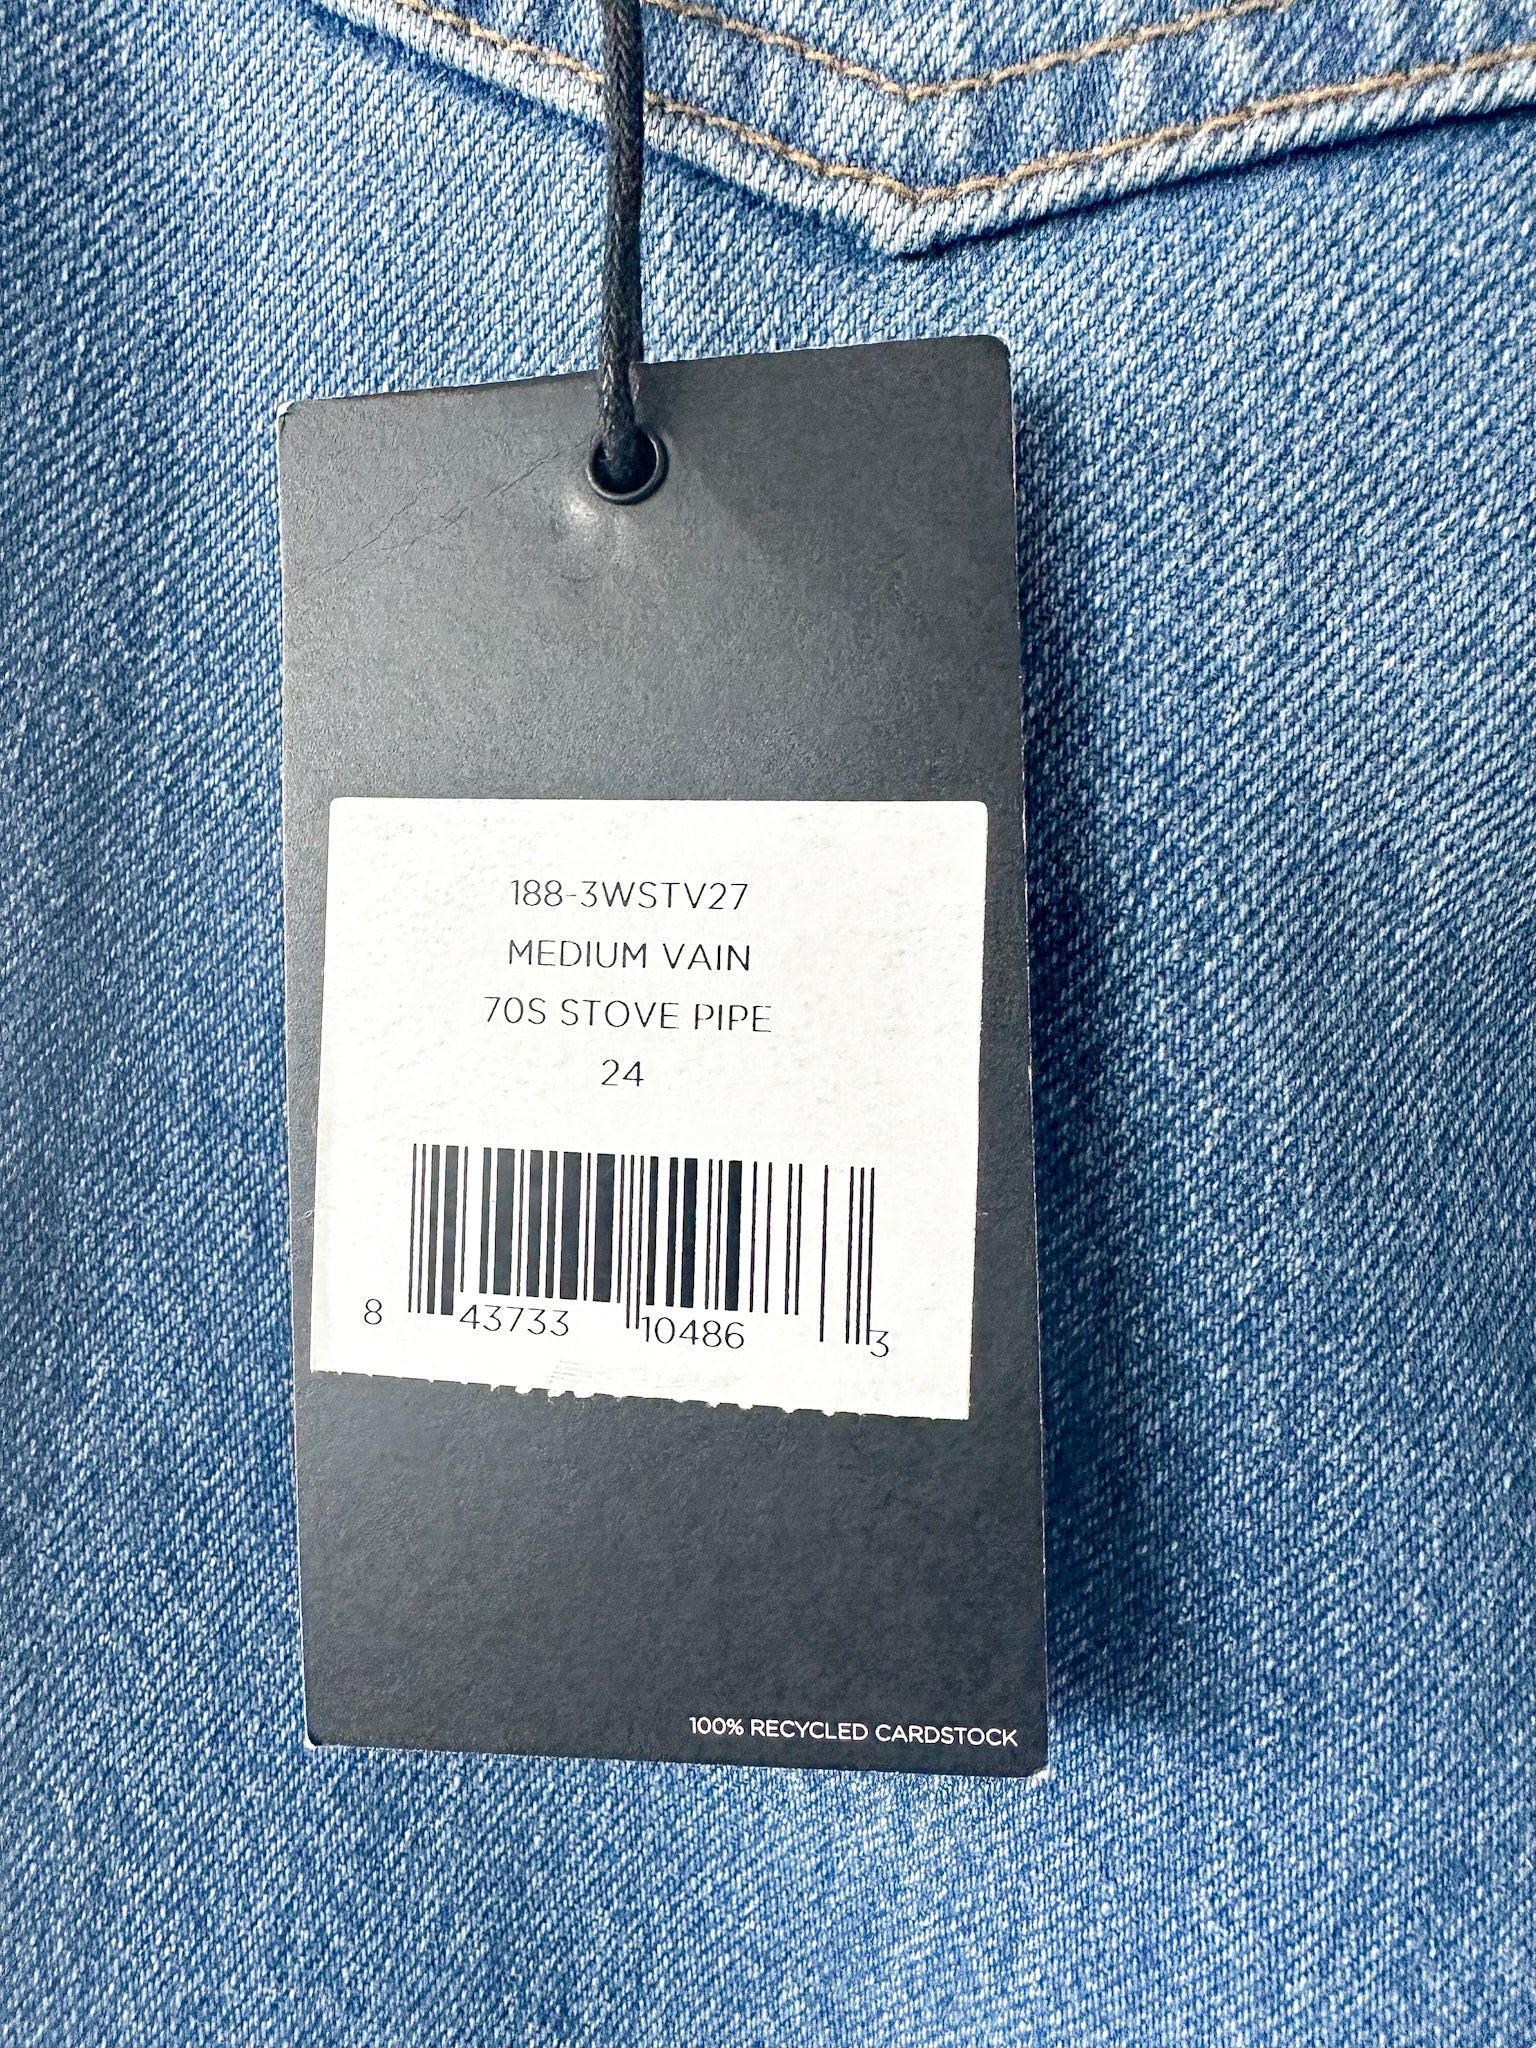 188-3WSTV27
MEDIUM VAIN
70S STOVE PIPE
24
8 43733 10486 3
100% RECYCLED CARDSTOCK